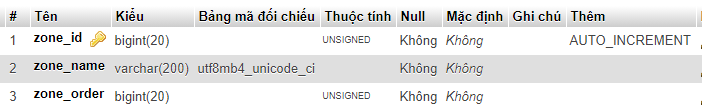 # Tên Kiểu Bảng mã đối chiếu Thuộc tính Null Mặc định Ghi chú Thêm
1 zone_id bigint(20) UNSIGNED Không Không AUTO_INCREMENT
2 zone_name varchar(200) utf8mb4_unicode_ci Không Không
3 zone_order bigint(20) UNSIGNED Không Không